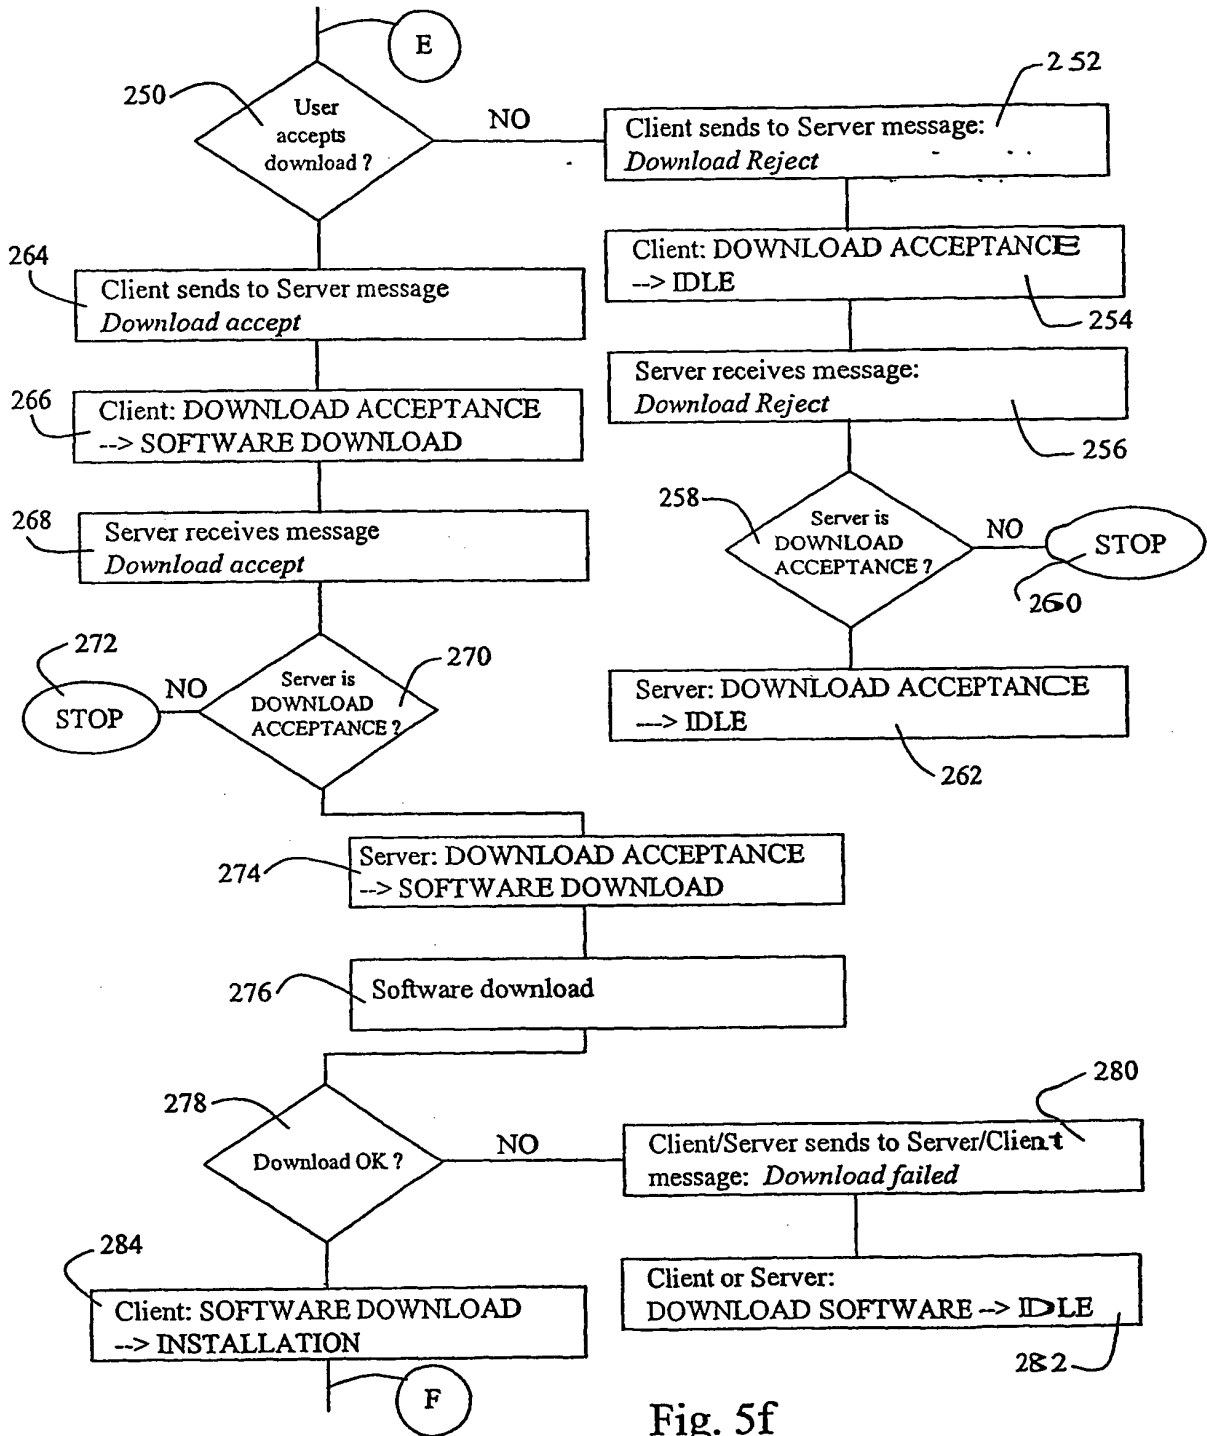 E
250
User
accepts
download ?
NO
252
Client sends to Server message:
Download Reject
264
Client sends to Server message
Download accept
Client: DOWNLOAD ACCEPTANCE
--> IDLE
254
266
Client: DOWNLOAD ACCEPTANCE
--> SOFTWARE DOWNLOAD
Server receives message:
Download Reject
256
268
Server receives message
Download accept
258
Server is
DOWNLOAD
ACCEPTANCE ?
NO
STOP
260
272
STOP
NO
Server is
DOWNLOAD
ACCEPTANCE ?
270
Server: DOWNLOAD ACCEPTANCE
---> IDLE
262
274
Server: DOWNLOAD ACCEPTANCE
--> SOFTWARE DOWNLOAD
276
Software download
278
Download OK ?
NO
280
Client/Server sends to Server/Client
message: Download failed
284
Client: SOFTWARE DOWNLOAD
--> INSTALLATION
Client or Server:
DOWNLOAD SOFTWARE --> IDLE
282
F
Fig. 5f